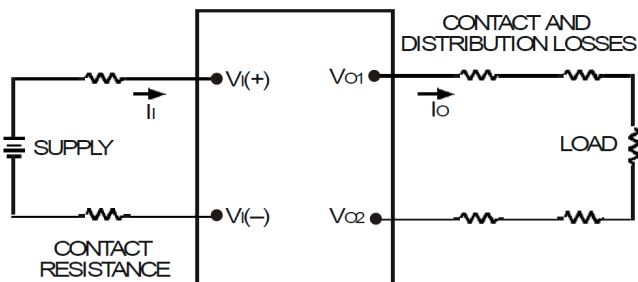 CONTACT AND
DISTRIBUTION LOSSES
VI(+)
VO1
II
IO
SUPPLY
LOAD
VI(–)
VO2
CONTACT
RESISTANCE